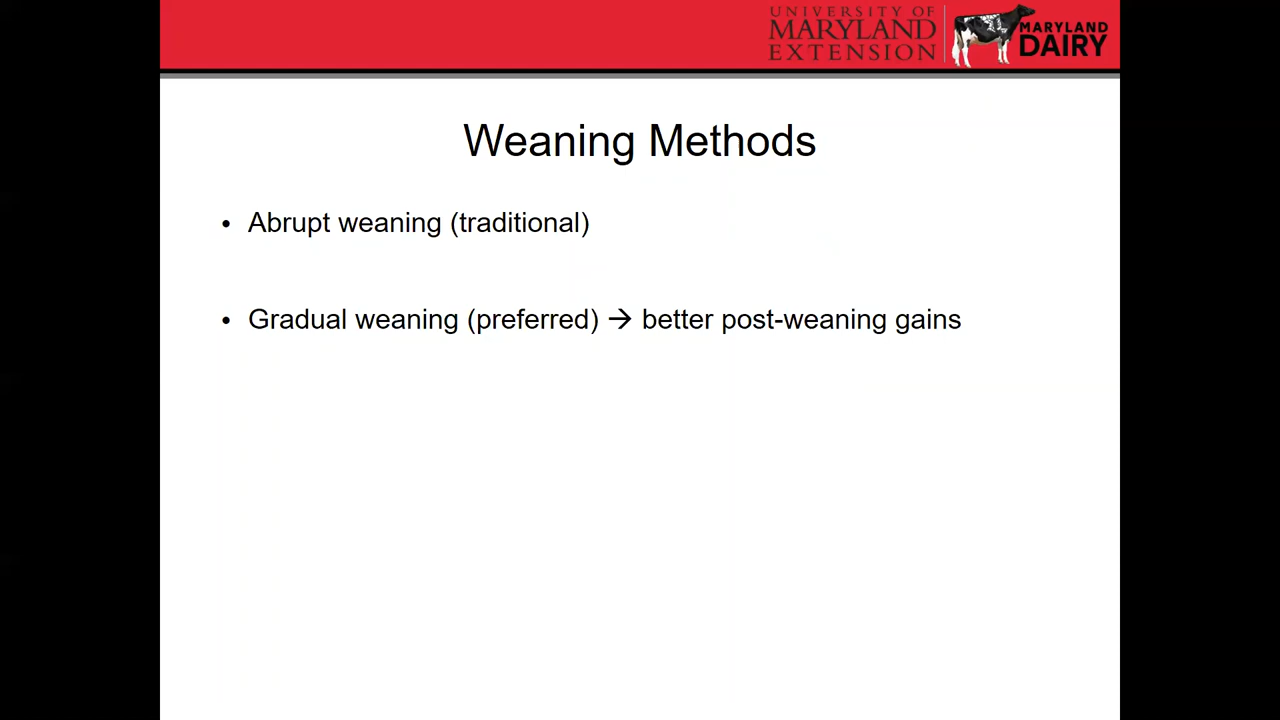 UNIVERSITY OF
MARYLAND
EXTENSION
MARYLAND
DAIRY
Weaning Methods
• Abrupt weaning (traditional)
• Gradual weaning (preferred) → better post-weaning gains